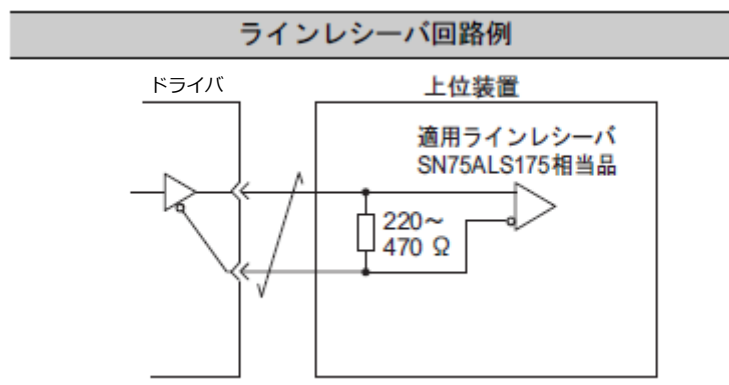 ラインレシーバ回路例
ドライバ
上位装置
適用ラインレシーバ
SN75ALS175相当品
220～
470 Ω